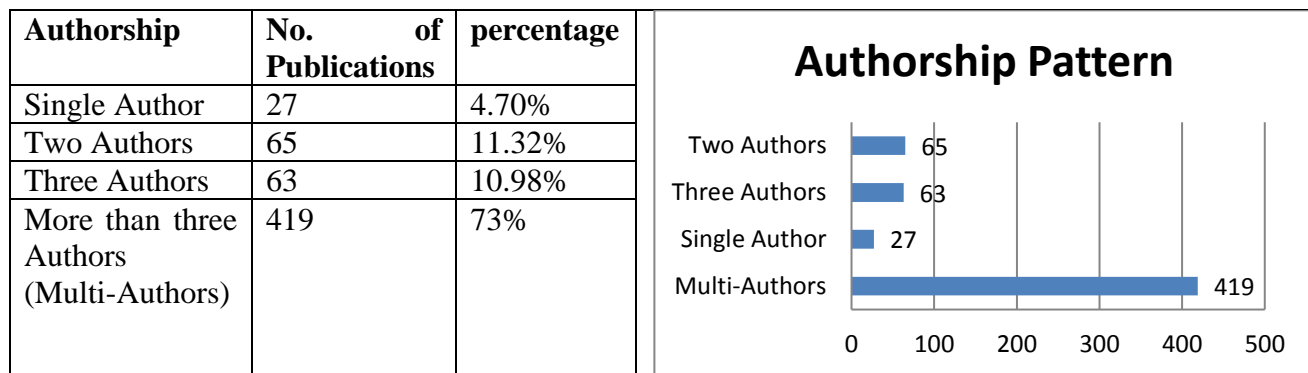 Authorship No. of percentage
Publications
Single Author 27 4.70%
Two Authors 65 11.32%
Three Authors 63 10.98%
More than three 419 73%
Authors
(Multi-Authors)
Authorship Pattern
Two Authors 65
Three Authors 63
Single Author 27
Multi-Authors 419
0 100 200 300 400 500